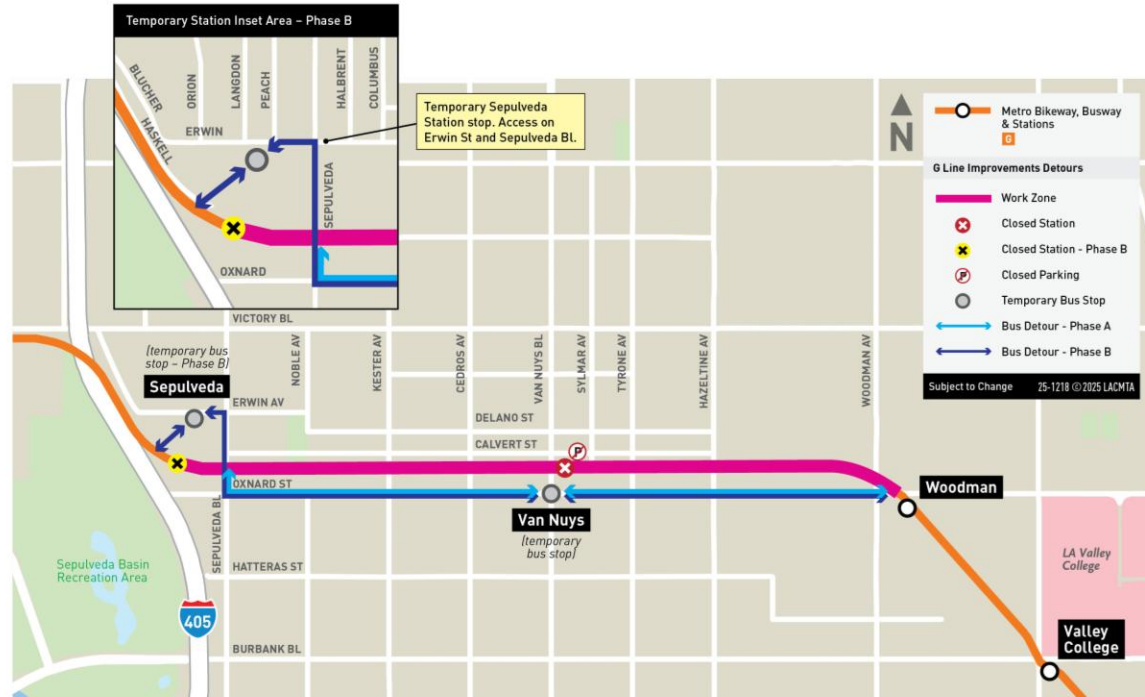 Temporary Station Inset Area – Phase B
BLUCHER
HASKELL
ORION
LANGDON
PEACH
HALBRENT
COLUMBUS
ERWIN
SEPULVEDA
OXNARD
Temporary Sepulveda
Station stop. Access on
Erwin St and Sepulveda Bl.
N
Metro Bikeway, Busway
& Stations
G
G Line Improvements Detours
Work Zone
Closed Station
Closed Station - Phase B
P
Closed Parking
Temporary Bus Stop
Bus Detour - Phase A
Bus Detour - Phase B
Subject to Change 25-1218 ©2025 LACMTA
VICTORY BL
(temporary bus
stop – Phase B)
Sepulveda
ERWIN AV
NOBLE AV
KESTER AV
CEDROS AV
VAN NUYS BL
SYLMAR AV
TYRONE AV
HAZELTINE AV
WOODMAN AV
DELANO ST
CALVERT ST
P
OXNARD ST
SEPULVEDA BL
Van Nuys
(temporary
bus stop)
Woodman
HATTERAS ST
Sepulveda Basin
Recreation Area
405
BURBANK BL
LA Valley
College
Valley
College